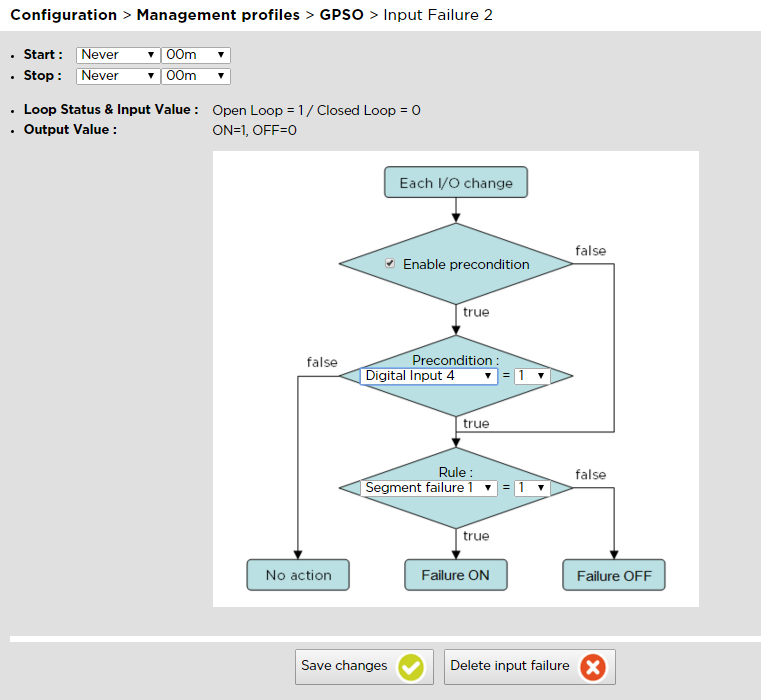 Configuration > Management profiles > GPSO > Input Failure 2
• Start : Never 00m
• Stop : Never 00m
• Loop Status & Input Value : Open Loop = 1 / Closed Loop = 0
• Output Value : ON=1, OFF=0
Each I/O change
false
Enable precondition
true
false
Precondition :
Digital Input 4 = 1
true
Rule :
false
Segment failure 1 = 1
true
No action Failure ON Failure OFF
Save changes Delete input failure